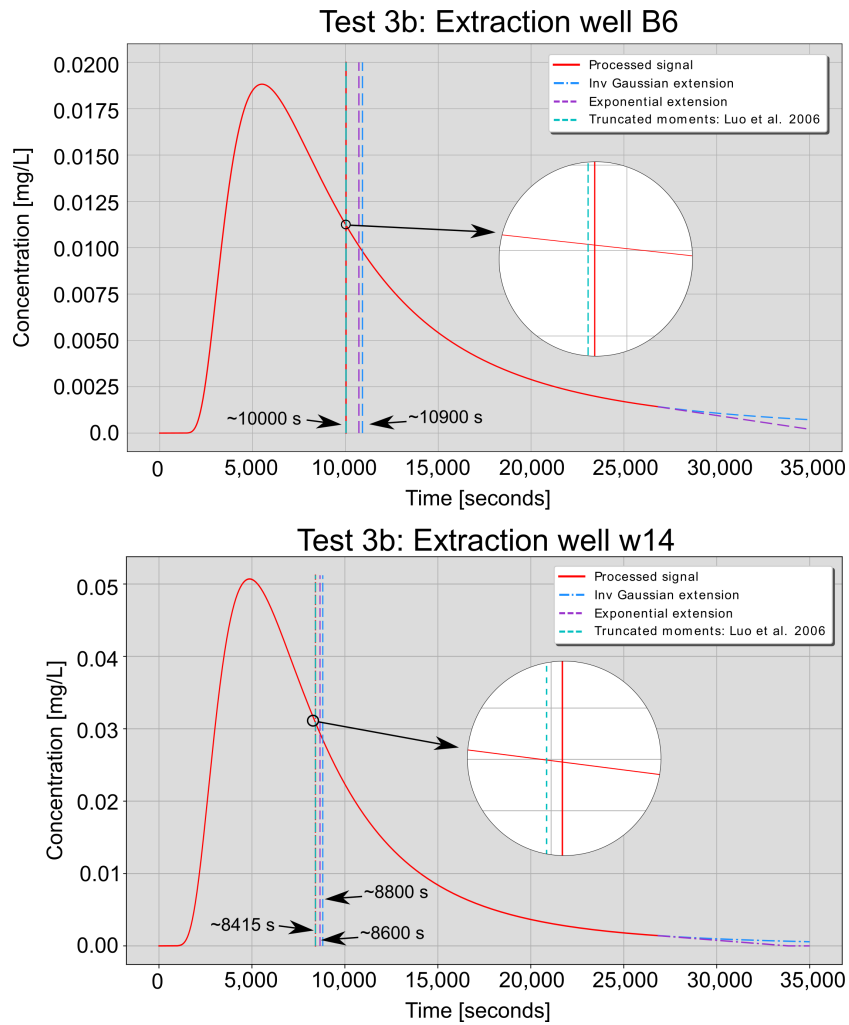 Test 3b: Extraction well B6
Concentration [mg/L]
0.0200
0.0175
0.0150
0.0125
0.0100
0.0075
0.0050
0.0025
0.0
Processed signal
Inv Gaussian extension
Exponential extension
Truncated moments: Luo et al. 2006
~10000 s
~10900 s
0
5,000
10,000
15,000
20,000
25,000
30,000
35,000
Time [seconds]
Test 3b: Extraction well w14
Concentration [mg/L]
0.05
0.04
0.03
0.02
0.01
0.00
Processed signal
Inv Gaussian extension
Exponential extension
Truncated moments: Luo et al. 2006
~8800 s
~8415 s
~8600 s
0
5,000
10,000
15,000
20,000
25,000
30,000
35,000
Time [seconds]